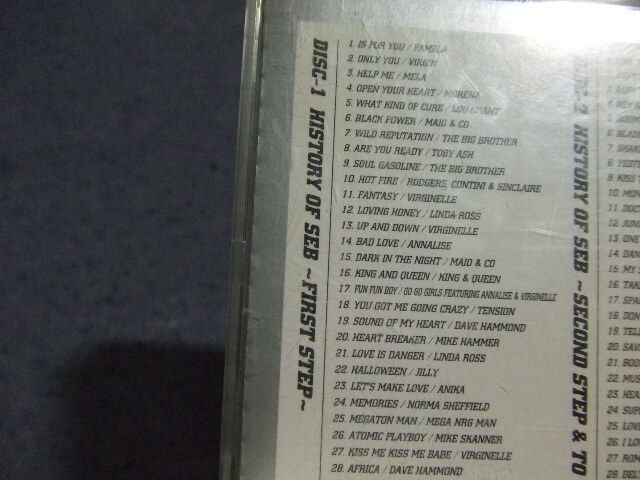 DISC-1 HISTORY OF SEB ~FIRST STEP~
1. IS FOR YOU / PAMELA
2. ONLY YOU / VIRGIN
3. HELP ME / MELA
4. OPEN YOUR HEART / MORENA
5. WHAT KIND OF CURE / LOU GRANT
6. BLACK POWER / MAIO & CO
7. WILD REPUTATION / THE BIG BROTHER
8. ARE YOU READY / TOBY ASH
9. SOUL GASOLINE / THE BIG BROTHER
10. HOT FIRE / RODGERS, CONTINI & SINCLAIRE
11. FANTASY / VIRGINELLE
12. LOVING HONEY / LINDA ROSS
13. UP AND DOWN / VIRGINELLE
14. BAD LOVE / ANNALISE
15. DARK IN THE NIGHT / MAIO & CO
16. KING AND QUEEN / KING & QUEEN
17. FUN FUN BOY / GO GO GIRLS FEATURING ANNALISE & VIRGINELLE
18. YOU GOT ME GOING CRAZY / TENSION
19. SOUND OF MY HEART / DAVE HAMMOND
20. HEART BREAKER / MIKE HAMMER
21. LOVE IS DANGER / LINDA ROSS
22. HALLOWEEN / JILLY
23. LET'S MAKE LOVE / ANIKA
24. MEMORIES / NORMA SHEFFIELD
25. MEGATON MAN / MEGA NRG MAN
26. ATOMIC PLAYBOY / MIKE SKANNER
27. KISS ME KISS ME BABE / VIRGINELLE
28. AFRICA / DAVE HAMMOND
DISC-2 HISTORY OF SEB ~SECOND STEP & TO